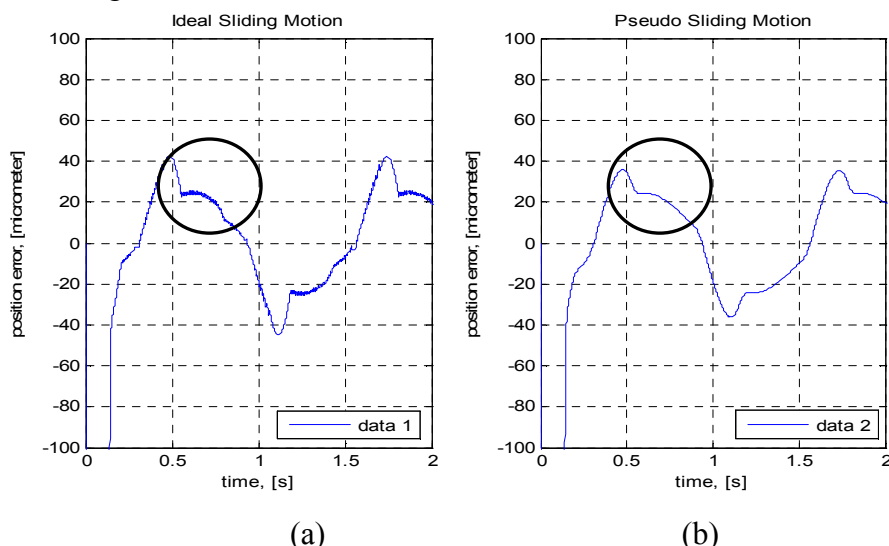 Ideal Sliding Motion
100
80
60
40
20
0
-20
-40
-60
-80
-100
position error, [micrometer]
0 0.5 1 1.5 2
time, [s]
data 1
(a)
Pseudo Sliding Motion
100
80
60
40
20
0
-20
-40
-60
-80
-100
position error, [micrometer]
0 0.5 1 1.5 2
time, [s]
data 2
(b)